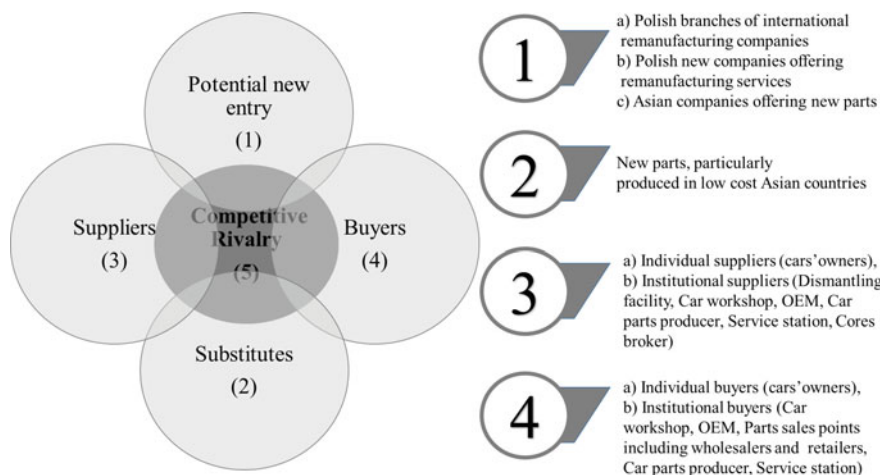 Potential new
entry
(1)
Suppliers
(3)
Competitive
Rivalry
(5)
Buyers
(4)
Substitutes
(2)
1
a) Polish branches of international
remanufacturing companies
b) Polish new companies offering
remanufacturing services
c) Asian companies offering new parts
2
New parts, particularly
produced in low cost Asian countries
3
a) Individual suppliers (cars’owners),
b) Institutional suppliers (Dismantling
facility, Car workshop, OEM, Car
parts producer, Service station, Cores
broker)
4
a) Individual buyers (cars’owners),
b) Institutional buyers (Car
workshop, OEM, Parts sales points
including wholesalers and retailers,
Car parts producer, Service station)